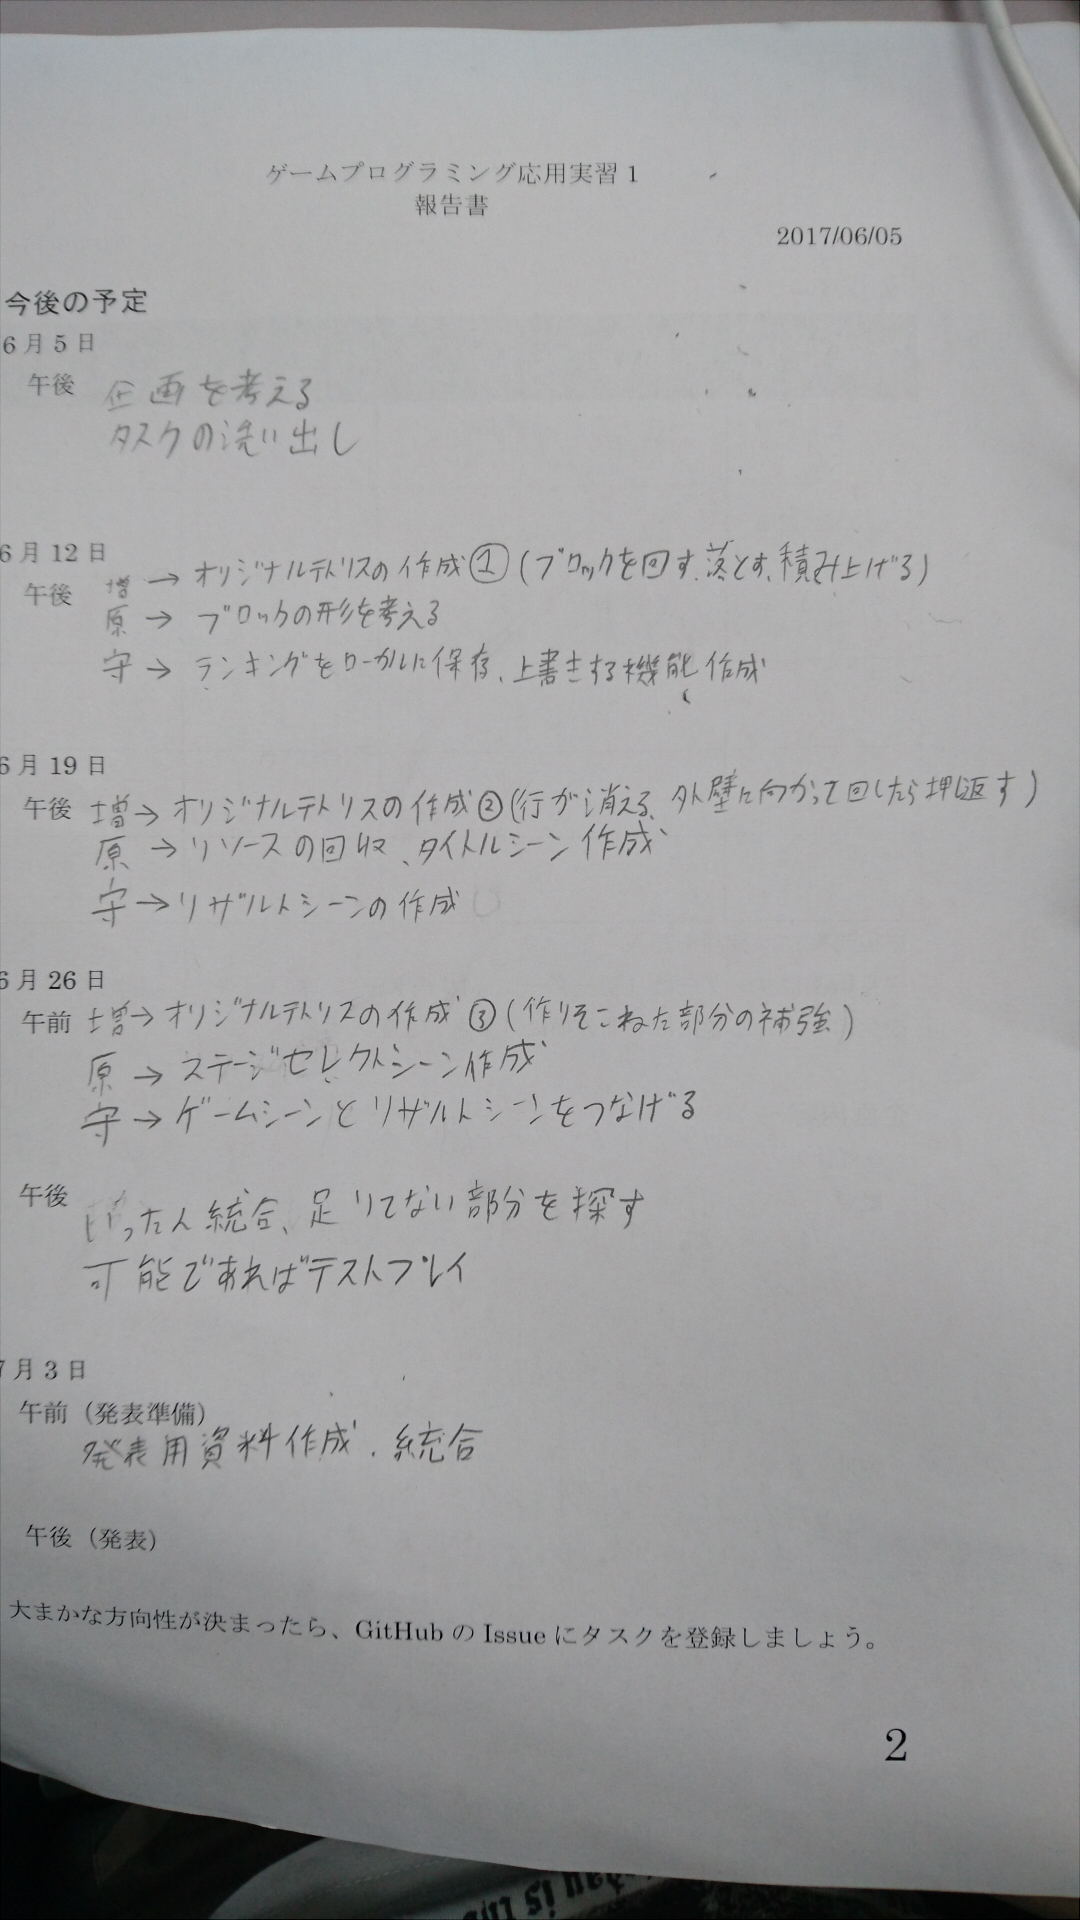 ゲームプログラミング応用実習 1
報告書
2017/06/05
今後の予定
6 月 5 日
午後 企画を考える
タスクの洗い出し
6 月 12 日
午後 増 → オリジナルテトリスの作成① (ブロックを回す、落とす、積み上げる)
原 → ブロックの形を考える
守 → ランキングをローカルに保存、上書きする機能作成
6 月 19 日
午後 増 → オリジナルテトリスの作成② (行が消える、外壁に向かって回したら押し返す)
原 → リソースの回収、タイトルシーン作成
守 → リザルトシーンの作成
6 月 26 日
午前 増 → オリジナルテトリスの作成 ③ (作りそこねた部分の補強)
原 → ステージセレクトシーン作成
守 → ゲームシーンとリザルトシーンをつなげる
午後 いったん統合、足りてない部分を探す
可能であればテストプレイ
7 月 3 日
午前（発表準備）
発表用資料作成、統合
午後（発表）
大まかな方向性が決まったら、GitHub の Issue にタスクを登録しましょう。
2